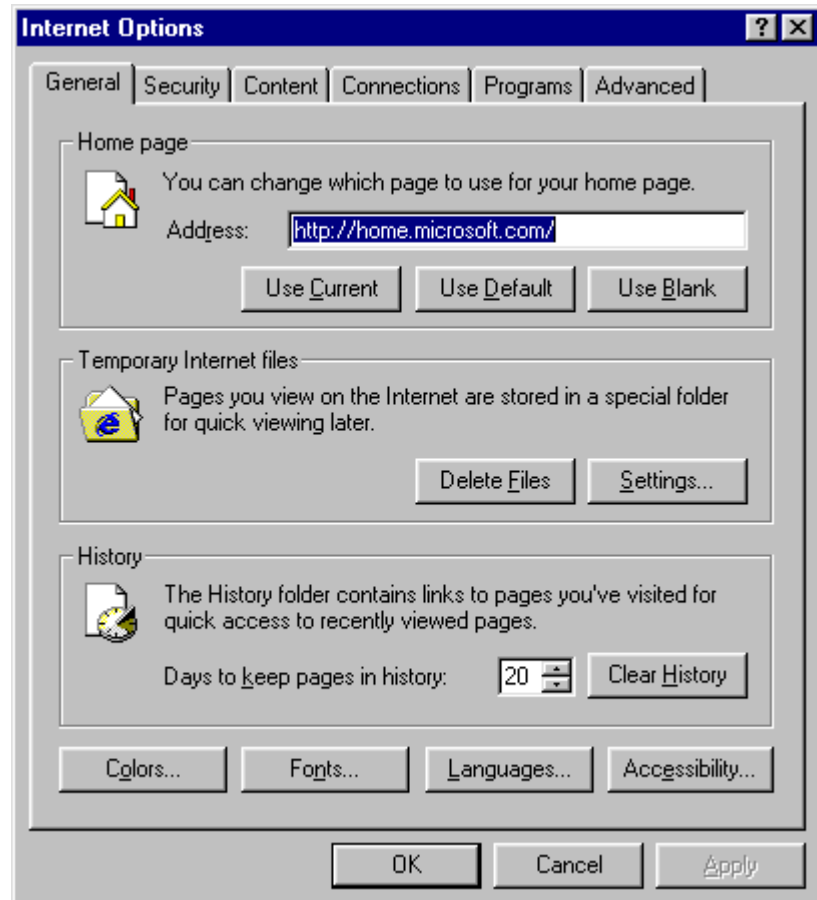 Internet Options
General Security Content Connections Programs Advanced
Home page
You can change which page to use for your home page.
Address: http://home.microsoft.com/
Use Current Use Default Use Blank
Temporary Internet files
Pages you view on the Internet are stored in a special folder
for quick viewing later.
Delete Files Settings...
History
The History folder contains links to pages you've visited for
quick access to recently viewed pages.
Days to keep pages in history: 20 Clear History
Colors... Fonts... Languages... Accessibility...
OK Cancel Apply